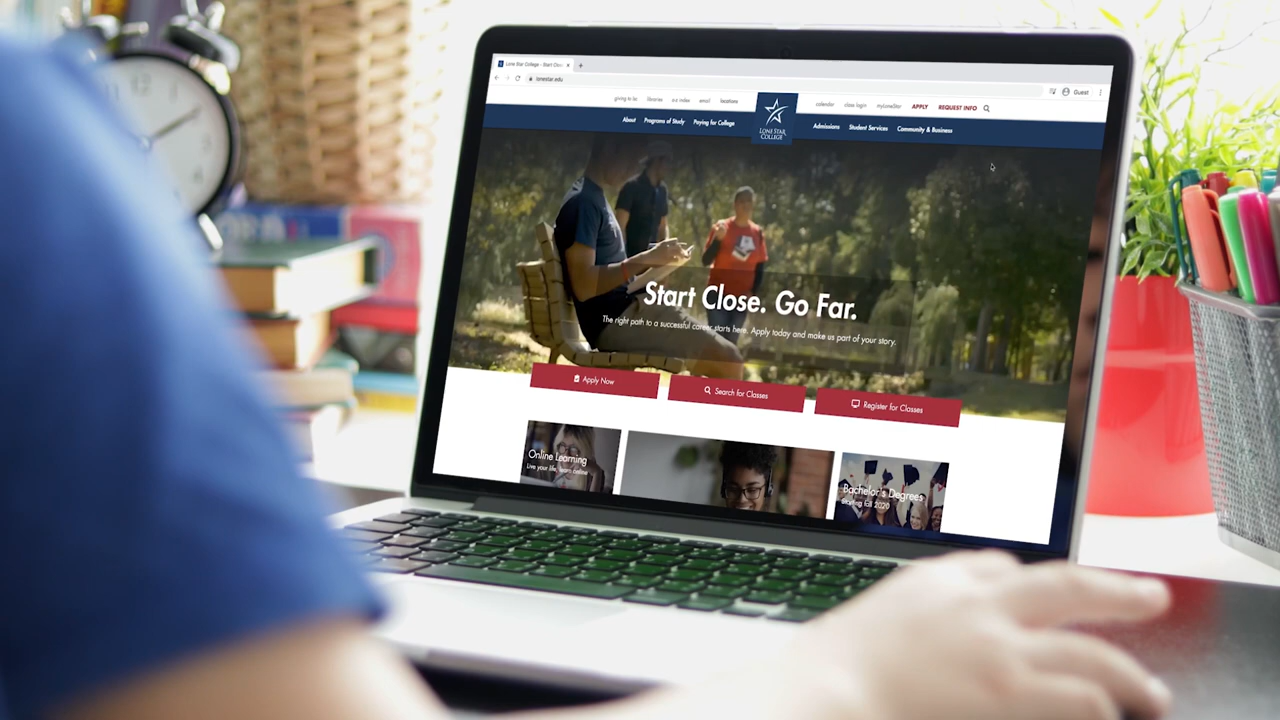 Lone Star College - Start Close
lonestar.edu
Guest
giving to lsc libraries a-z index email locations
calendar class login myLoneStar APPLY REQUEST INFO
About Programs of Study Paying for College
LONE STAR
COLLEGE
Admissions Student Services Community & Business
Start Close. Go Far.
The right path to a successful career starts here. Apply today and make us part of your story.
Apply Now
Search for Classes
Register for Classes
Online Learning
Live your life, learn online
Bachelor's Degrees
Starting fall 2020